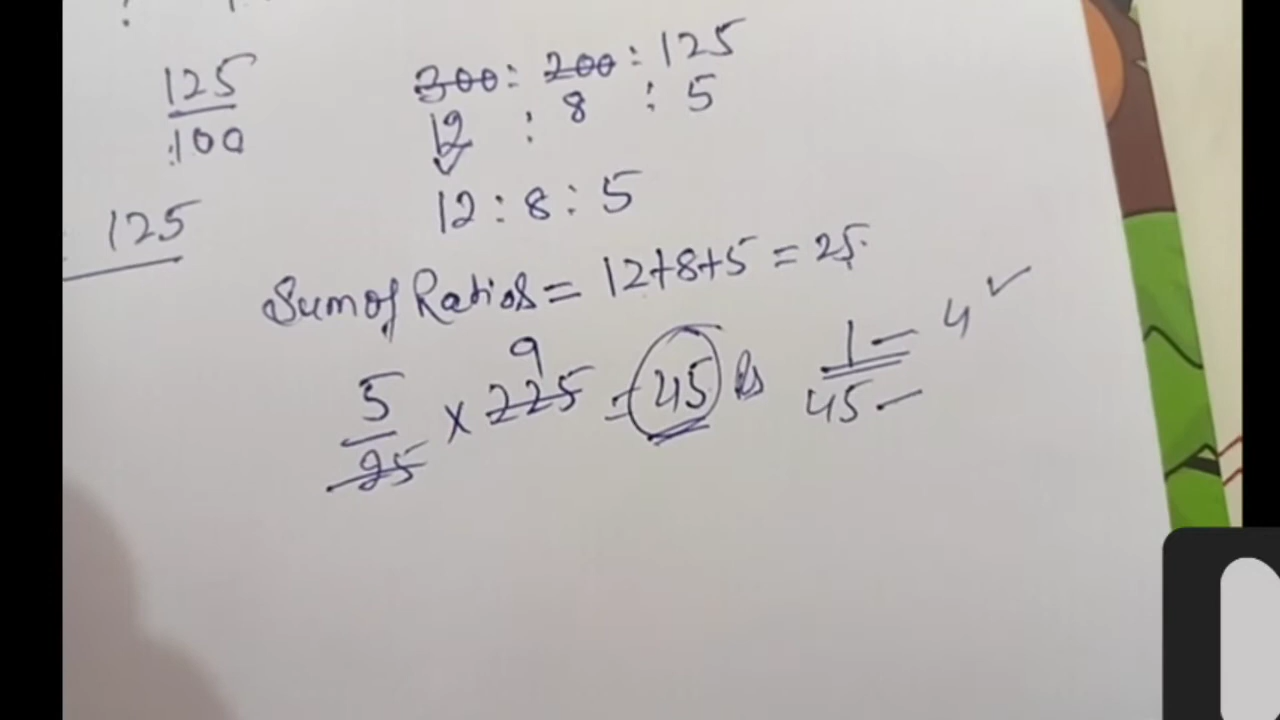 125
100
125
300 : 200 : 125
12 : 8 : 5
12 : 8 : 5
Sum of Ratios = 12+8+5 = 25
9
5
25 × 225 = 45
1 - 4 ✓
45 -